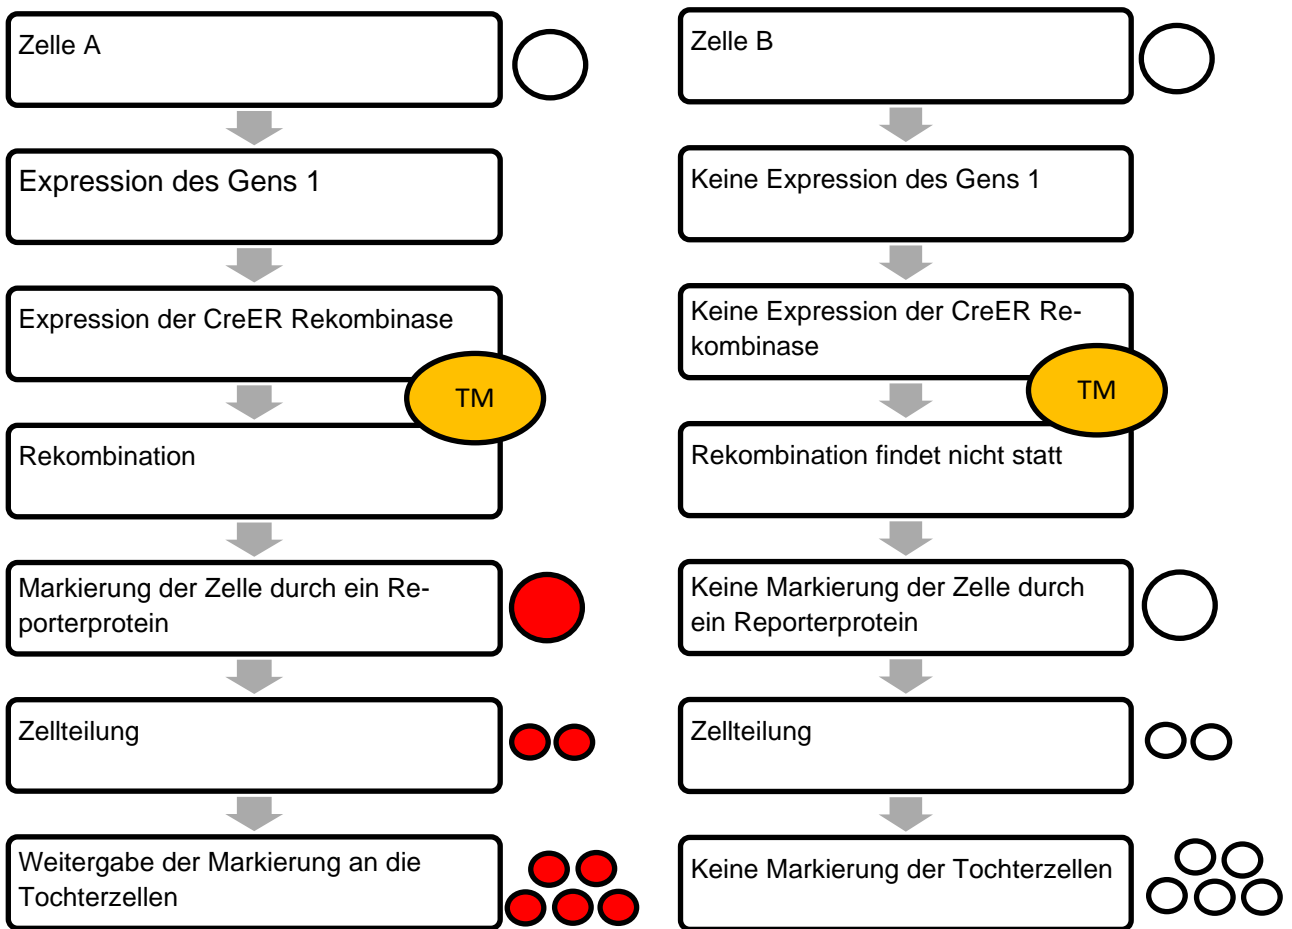 Zelle A
Expression des Gens 1
Expression der CreER Rekombinase
TM
Rekombination
Markierung der Zelle durch ein Re-
porterprotein
Zellteilung
Weitergabe der Markierung an die
Tochterzellen
Zelle B
Keine Expression des Gens 1
Keine Expression der CreER Re-
kombinase
TM
Rekombination findet nicht statt
Keine Markierung der Zelle durch
ein Reporterprotein
Zellteilung
Keine Markierung der Tochterzellen